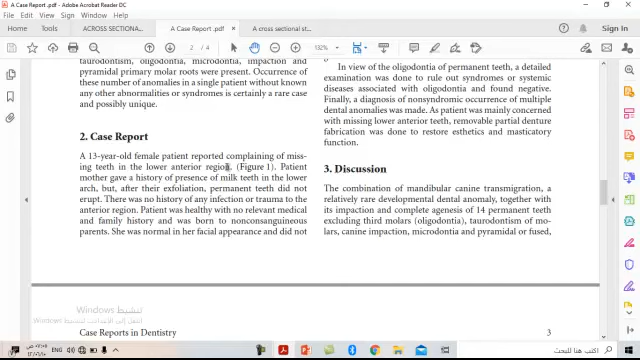 A Case Report .pdf - Adobe Acrobat Reader DC
File Edit View Window Help
Home Tools ACROSS SECTIONAL... A Case Report .pdf A cross sectional st... Sign In
2 / 4 132% Share
taurodontism, oligodontia, microdontia, impaction and
pyramidal primary molar roots were present. Occurrence of
these number of anomalies in a single patient without known
any other abnormalities or syndromes is certainly a rare case
and possibly unique.
2. Case Report
A 13-year-old female patient reported complaining of miss-
ing teeth in the lower anterior region. (Figure 1). Patient
mother gave a history of presence of milk teeth in the lower
arch, but, after their exfoliation, permanent teeth did not
erupt. There was no history of any infection or trauma to the
anterior region. Patient was healthy with no relevant medical
and family history and was born to nonconsanguineous
parents. She was normal in her facial appearance and did not
In view of the oligodontia of permanent teeth, a detailed
examination was done to rule out syndromes or systemic
diseases associated with oligodontia and found negative.
Finally, a diagnosis of nonsyndromic occurrence of multiple
dental anomalies was made. As patient was mainly concerned
with missing lower anterior teeth, removable partial denture
fabrication was done to restore esthetics and masticatory
function.
3. Discussion
The combination of mandibular canine transmigration, a
relatively rare developmental dental anomaly, together with
its impaction and complete agenesis of 14 permanent teeth
excluding third molars (oligodontia), taurodontism of mo-
lars, canine impaction, microdontia and pyramidal or fused,
تنشيط Windows
انتقل إلى الإعدادات لتنشيط Windows
Case Reports in Dentistry 3
ENG
اكتب هنا للبحث